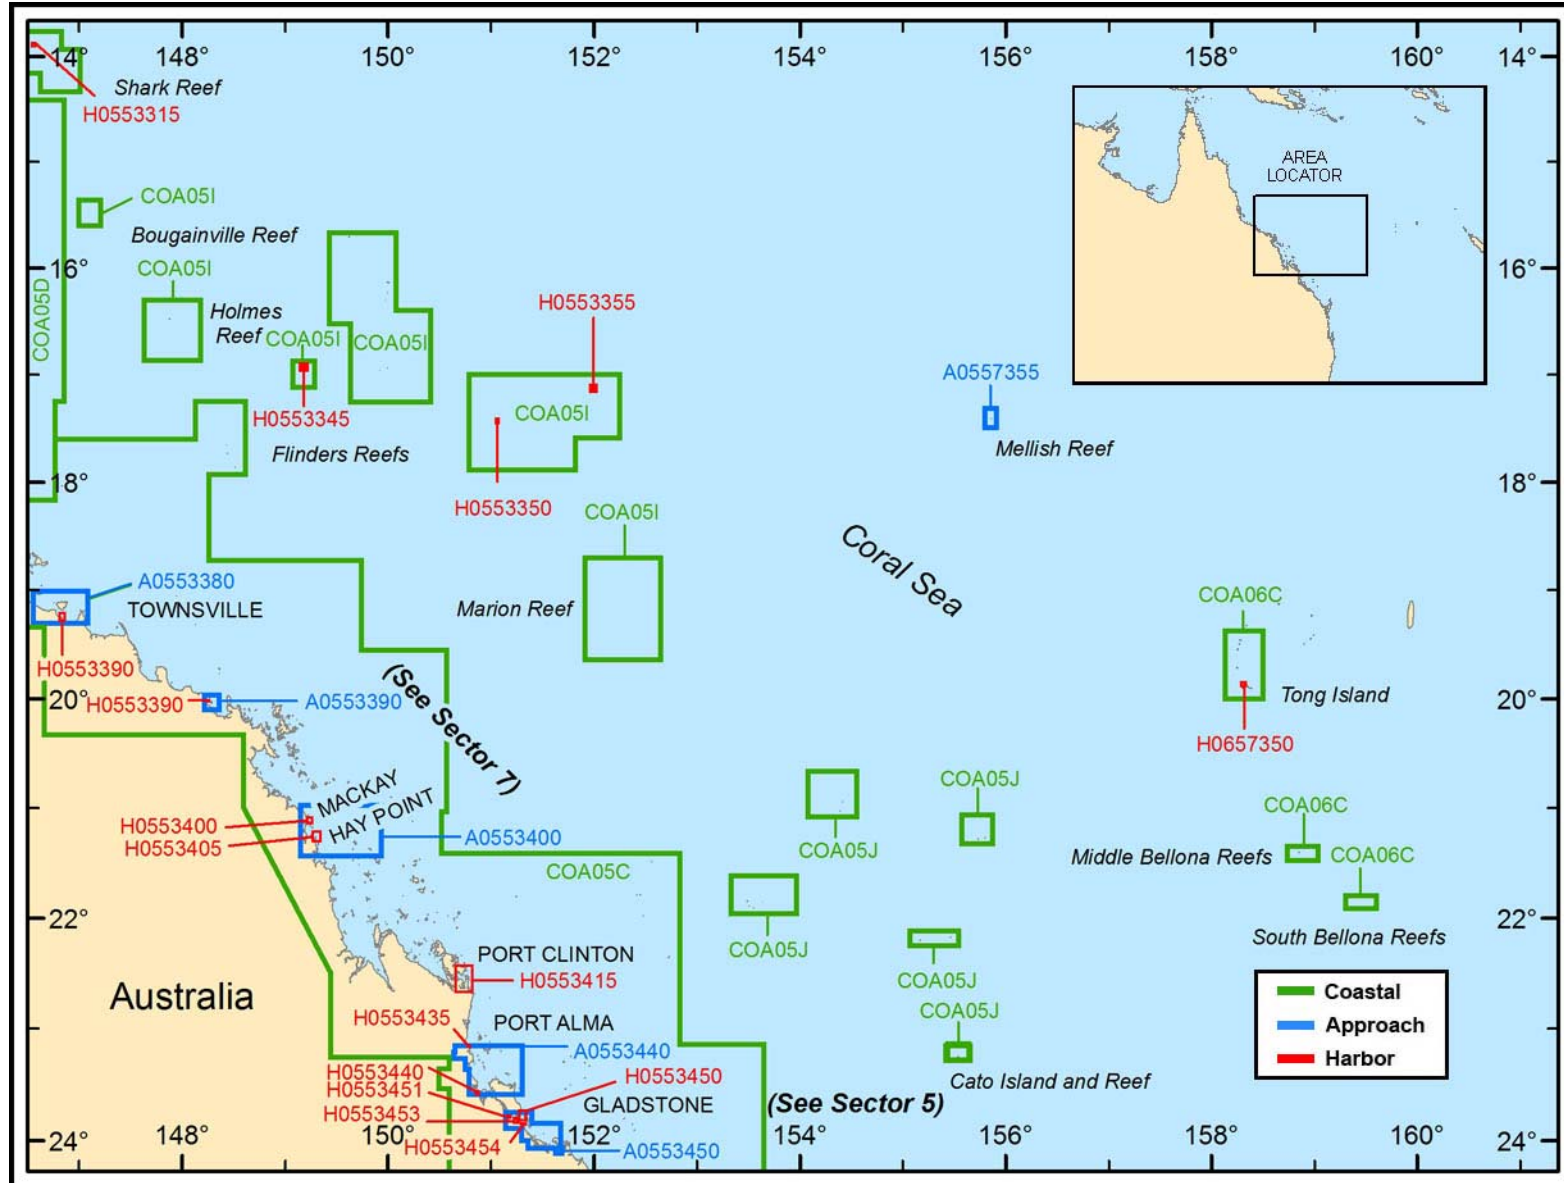 148°
150°
152°
154°
156°
158°
160°
14°
14°
Shark Reef
H0553315
AREA
LOCATOR
COA05I
Bougainville Reef
COA05I
16°
16°
COA05D
Holmes
Reef
COA05I
COA05I
H0553355
H0553345
COA05I
A0557355
Flinders Reefs
Mellish Reef
18°
18°
H0553350
COA05I
Coral Sea
A0553380
TOWNSVILLE
Marion Reef
COA06C
H0553390
H0553390
A0553390
20°
20°
(See Sector 7)
Tong Island
H0657350
MACKAY
HAY POINT
H0553400
H0553405
A0553400
COA05J
COA05J
COA06C
Middle Bellona Reefs
COA06C
COA05C
22°
22°
COA05J
South Bellona Reefs
PORT CLINTON
H0553415
COA05J
COA05J
Australia
Coastal
Approach
Harbor
H0553435
PORT ALMA
A0553440
H0553440
H0553451
H0553450
Cato Island and Reef
H0553453
GLADSTONE
(See Sector 5)
H0553454
A0553450
24°
24°
148°
150°
152°
154°
156°
158°
160°